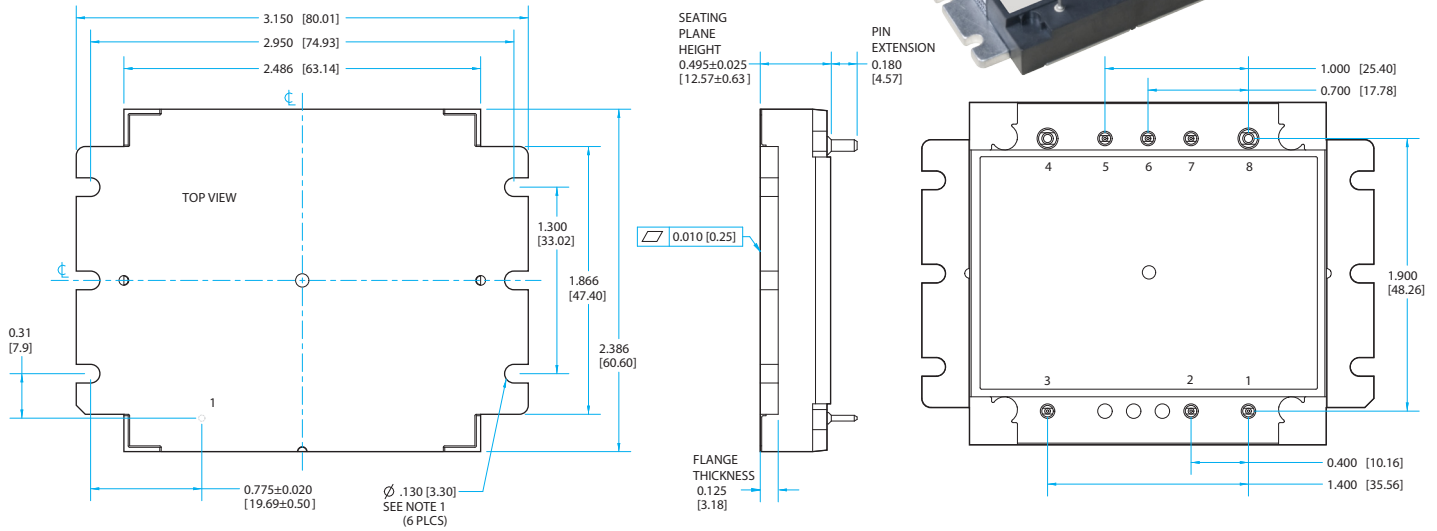 3.150 [80.01]
2.950 [74.93]
2.486 [63.14]
℄
℄
TOP VIEW
1.300
[33.02]
1.866
[47.40]
2.386
[60.60]
0.31
[7.9]
1
0.775±0.020
[19.69±0.50]
Ø .130 [3.30]
SEE NOTE 1
(6 PLCS)
SEATING
PLANE
HEIGHT
0.495±0.025
[12.57±0.63]
PIN
EXTENSION
0.180
[4.57]
⏥ 0.010 [0.25]
FLANGE
THICKNESS
0.125
[3.18]
1.000 [25.40]
0.700 [17.78]
4 5 6 7 8
1.900
[48.26]
3 2 1
0.400 [10.16]
1.400 [35.56]